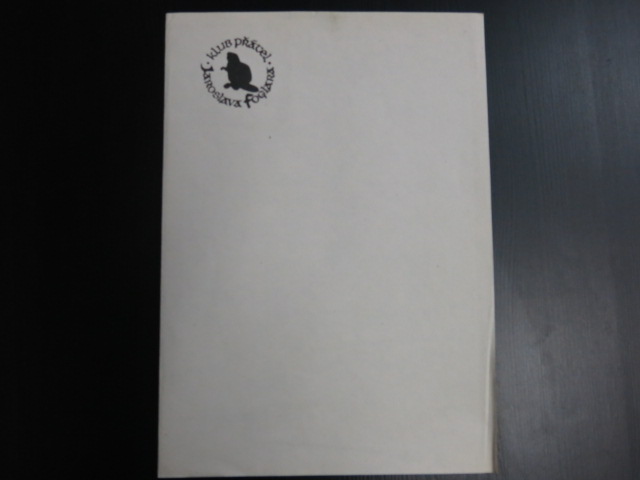 • Klub přátel •
Jaroslava Foglara